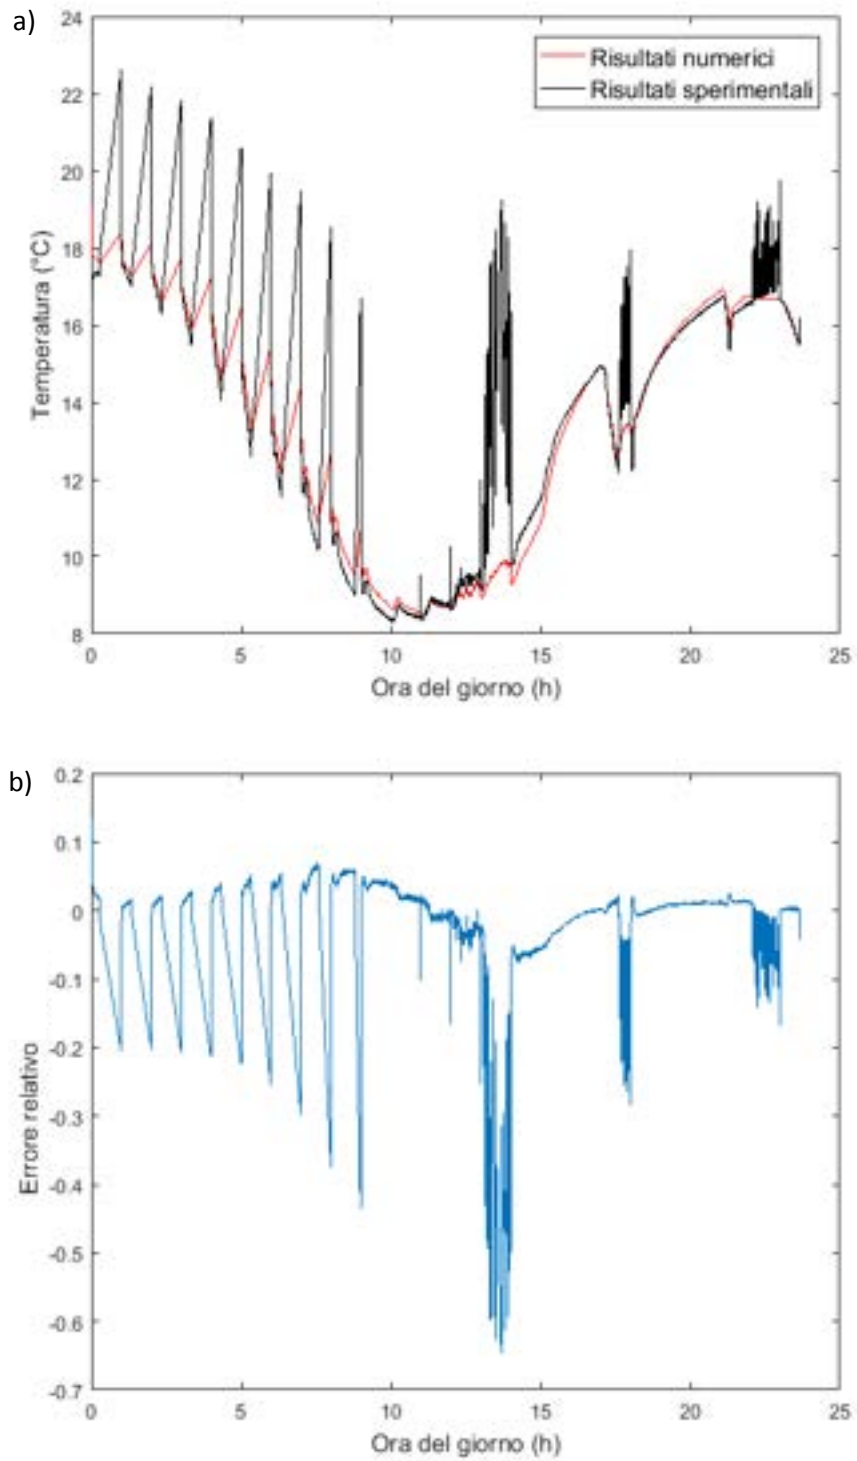 a)
24
22
20
18
16
14
12
10
8
Temperatura (°C)
Risultati numerici
Risultati sperimentali
0 5 10 15 20 25
Ora del giorno (h)
b)
0.2
0.1
0
-0.1
-0.2
-0.3
-0.4
-0.5
-0.6
-0.7
Errore relativo
0 5 10 15 20 25
Ora del giorno (h)